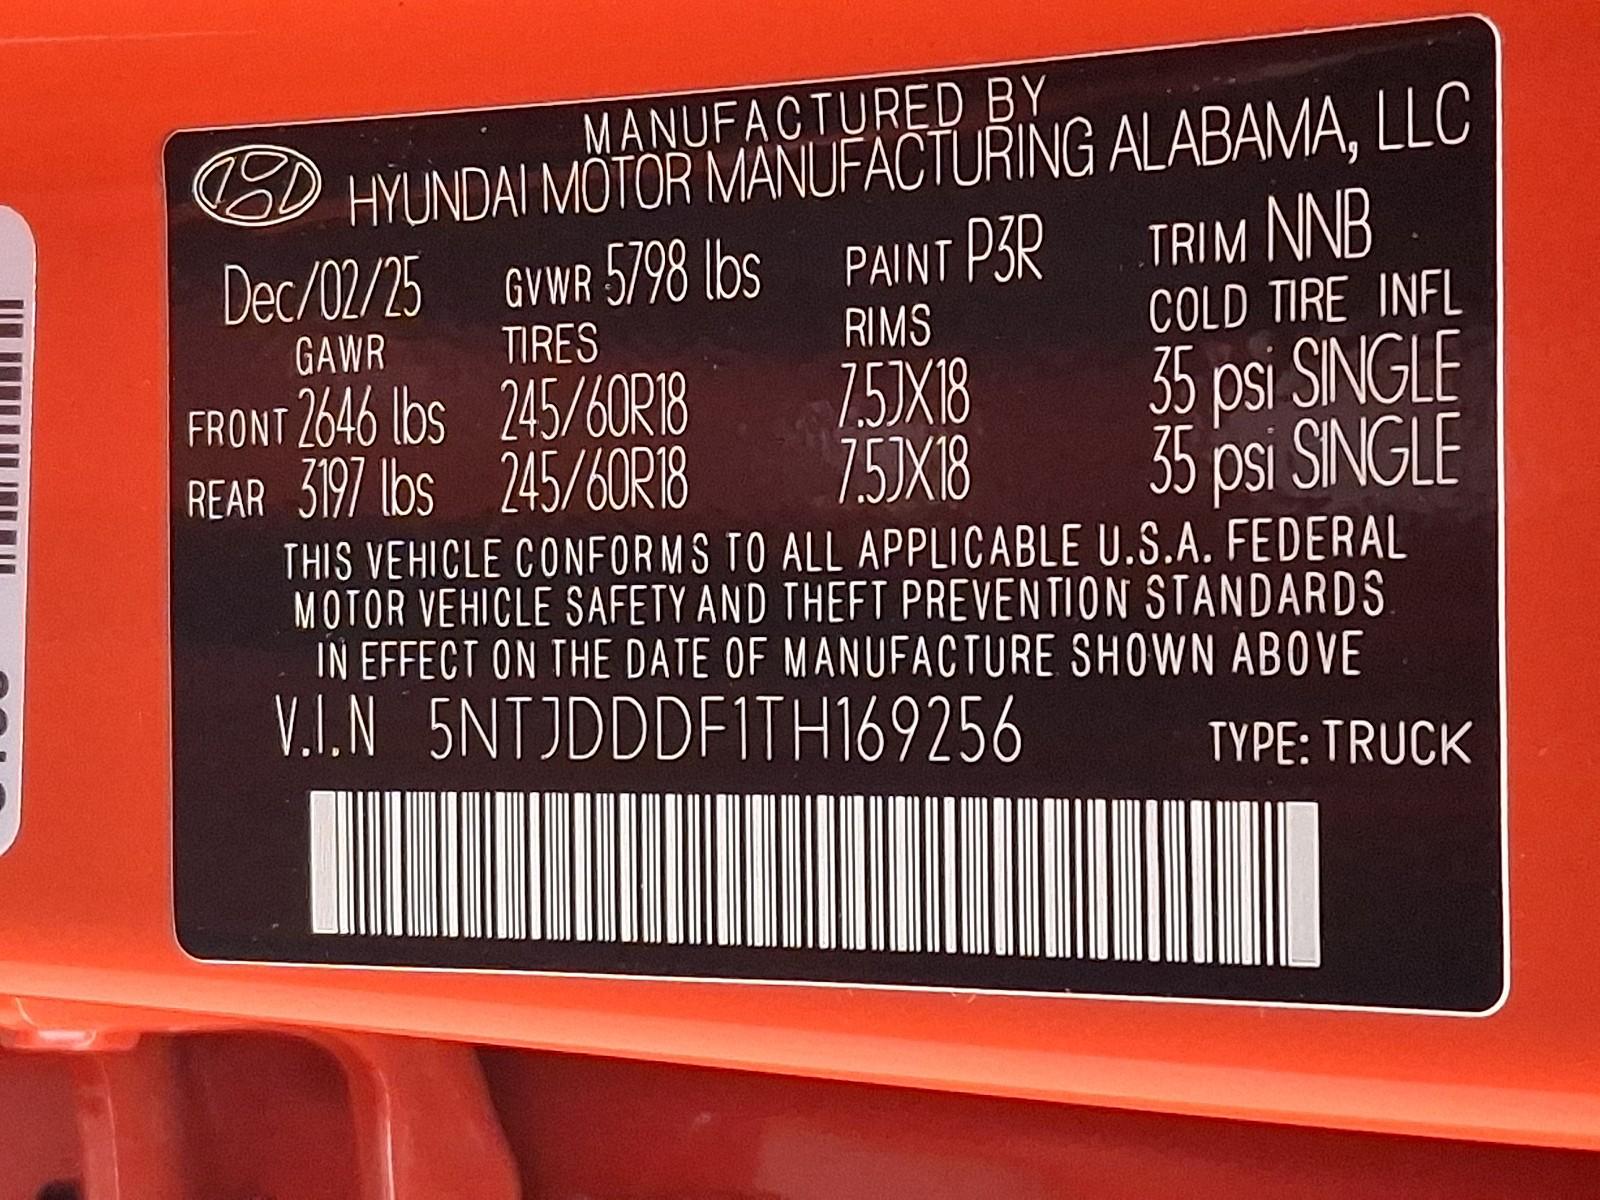 MANUFACTURED BY
HYUNDAI MOTOR MANUFACTURING ALABAMA, LLC
Dec/02/25 GVWR 5798 lbs PAINT P3R TRIM NNB
GAWR TIRES RIMS COLD TIRE INFL
FRONT 2646 lbs 245/60R18 7.5JX18 35 psi SINGLE
REAR 3197 lbs 245/60R18 7.5JX18 35 psi SINGLE
THIS VEHICLE CONFORMS TO ALL APPLICABLE U.S.A. FEDERAL
MOTOR VEHICLE SAFETY AND THEFT PREVENTION STANDARDS
IN EFFECT ON THE DATE OF MANUFACTURE SHOWN ABOVE
V.I.N 5NTJDDDF1TH169256 TYPE: TRUCK